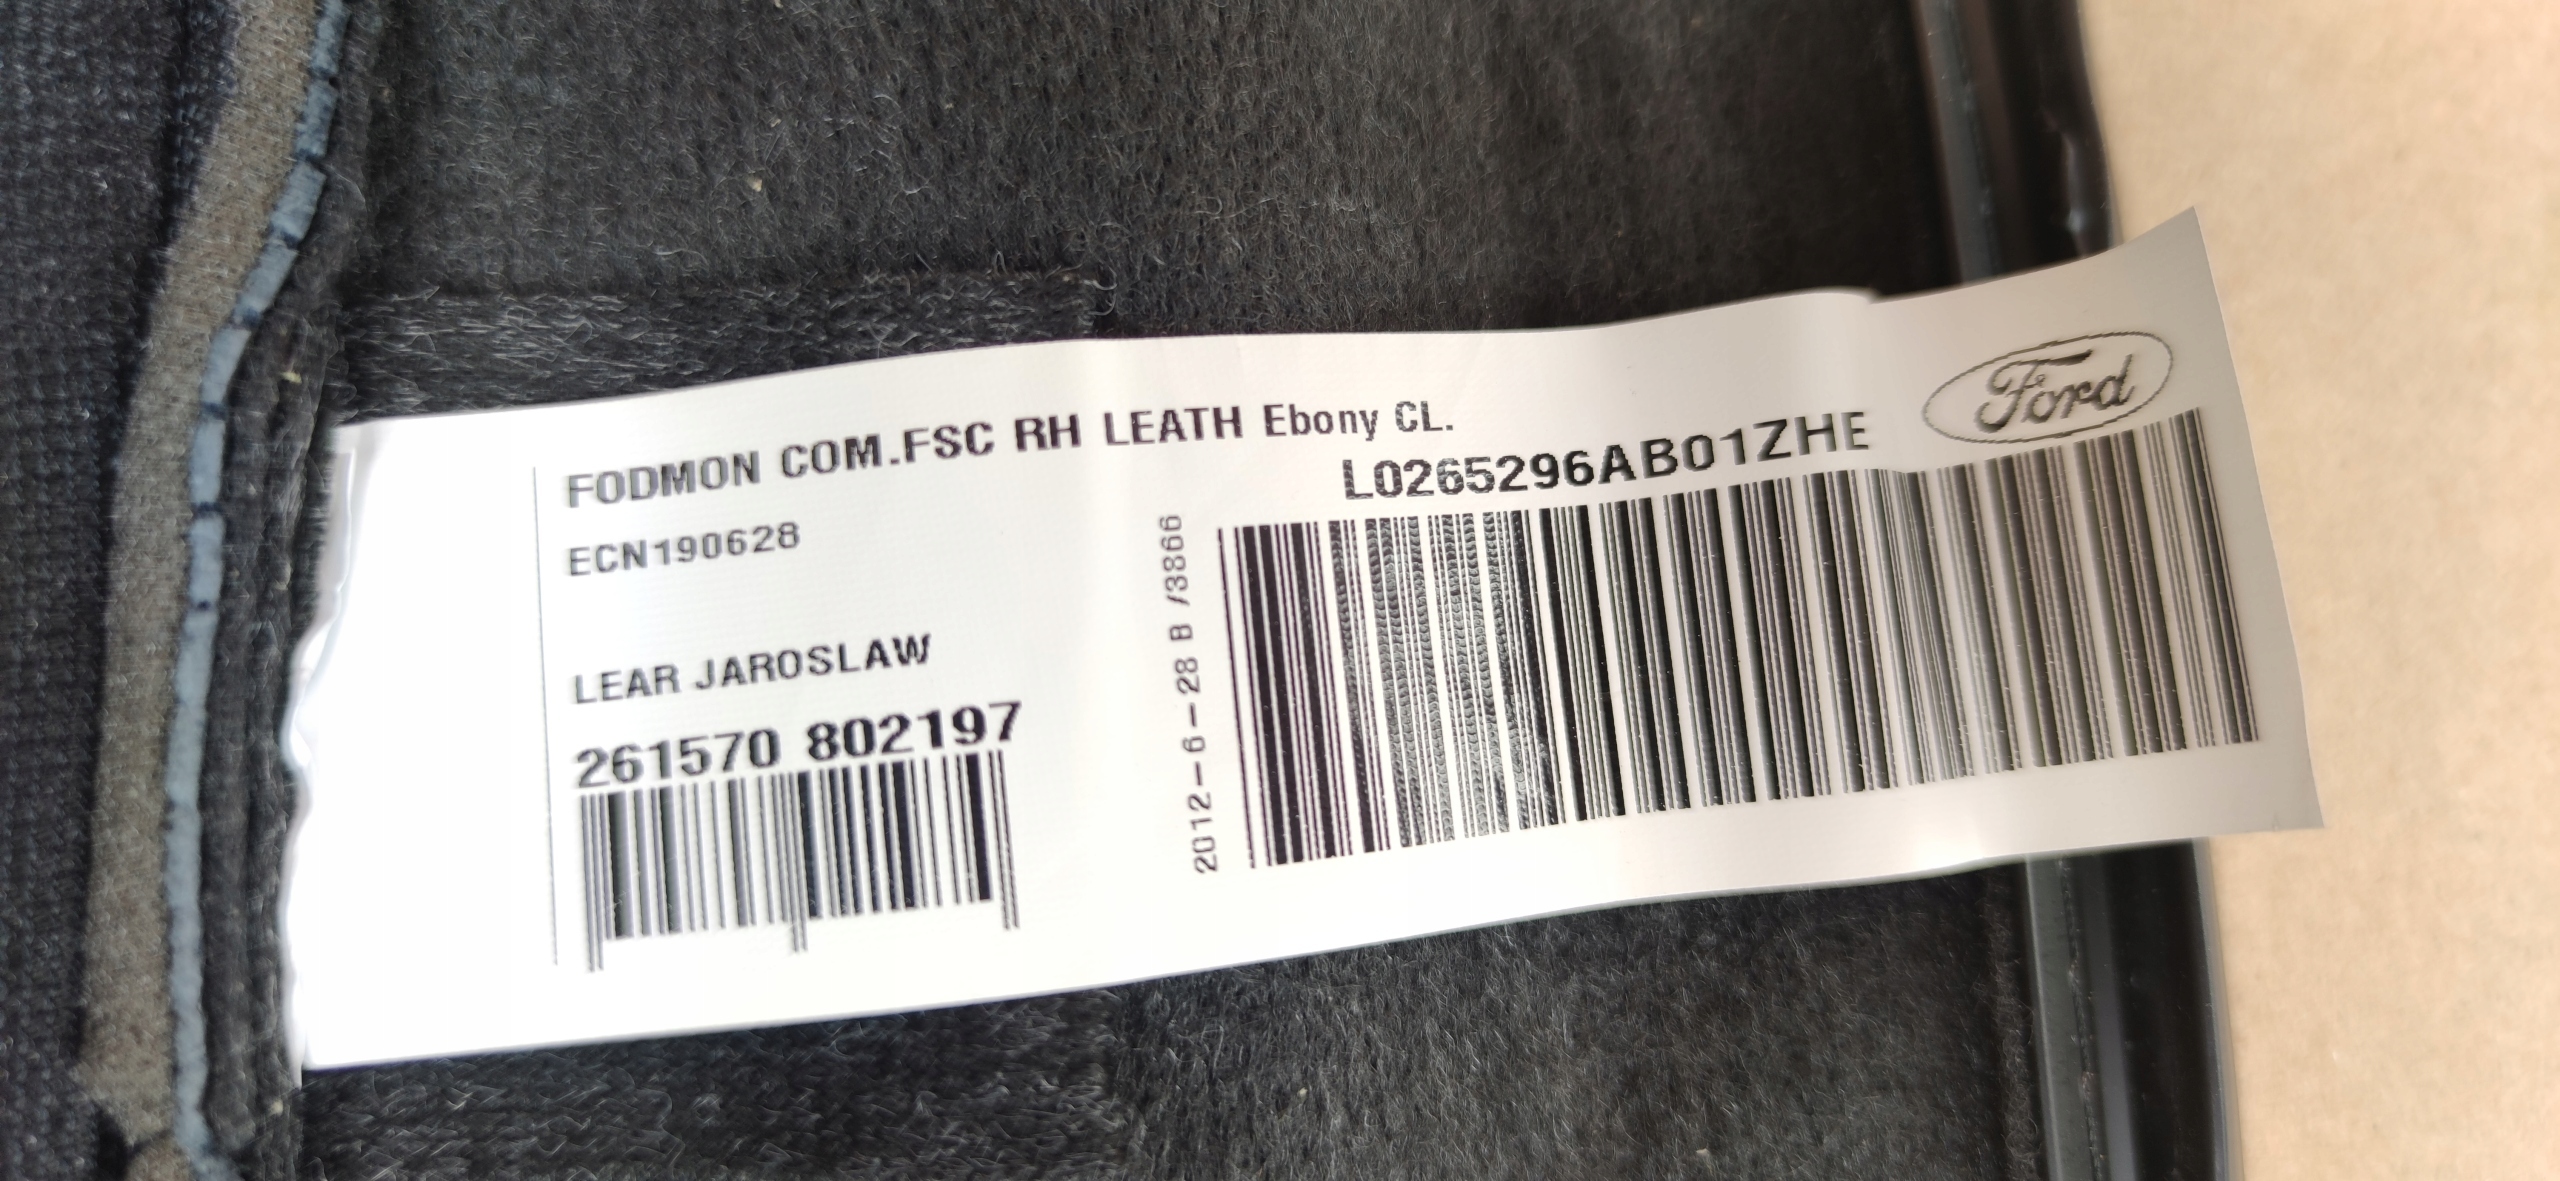 FODMON COM.FSC RH LEATH Ebony CL.
L0265296AB01ZHE
Ford
ECN190628
LEAR JAROSLAW
261570 802197
2012-6-28 B /3866